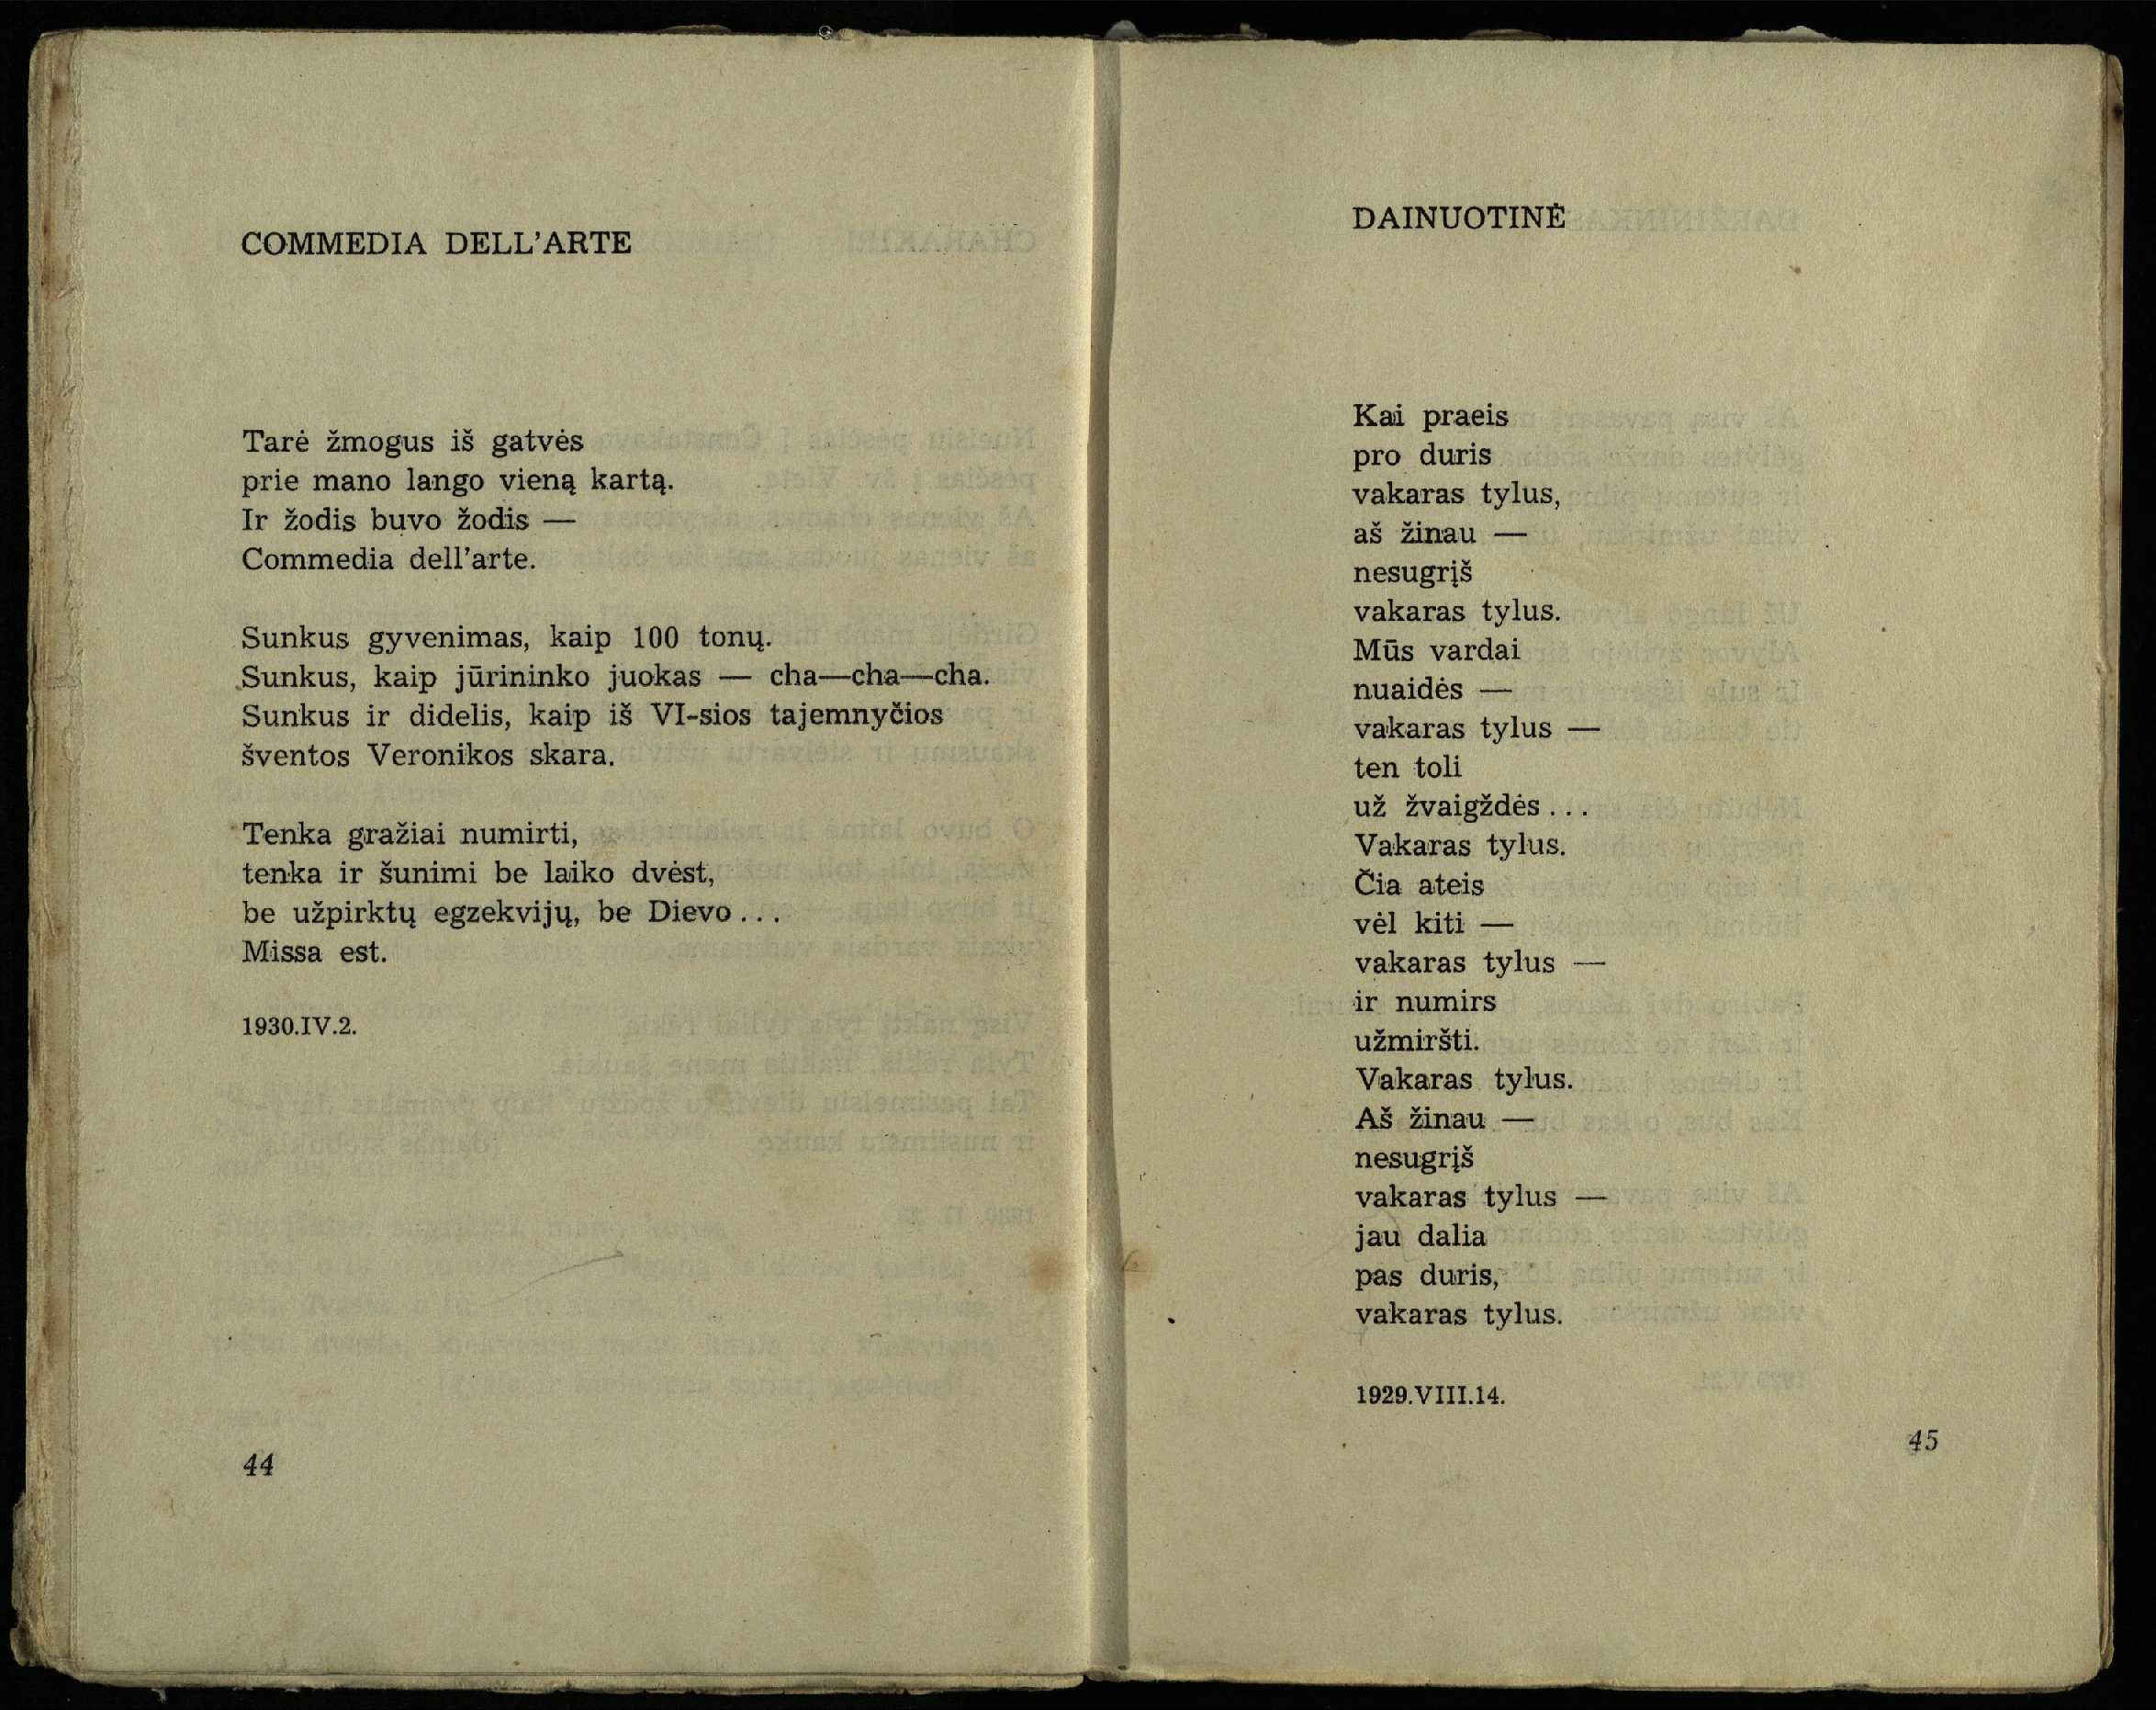 COMMEDIA DELL'ARTE
Tarė žmogus iš gatvės
prie mano lango vieną kartą.
Ir žodis buvo žodis —
Commedia dell'arte.
Sunkus gyvenimas, kaip 100 tonų.
Sunkus, kaip jūrininko juokas — cha—cha—cha.
Sunkus ir didelis, kaip iš VI-sios tajemnyčios
šventos Veronikos skara.
Tenka gražiai numirti,
tenka ir šunimi be laiko dvėst,
be užpirktų egzekvijų, be Dievo...
Missa est.
1930.IV.2.
44
DAINUOTINĖ
Kai praeis
pro duris
vakaras tylus,
aš žinau —
nesugrįš
vakaras tylus.
Mūs vardai
nuaidės —
vakaras tylus —
ten toli
už žvaigždės...
Vakaras tylus.
Čia ateis
vėl kiti —
vakaras tylus —
ir numirs
užmiršti.
Vakaras tylus.
Aš žinau —
nesugrįš
vakaras tylus —
jau dalia
pas duris,
vakaras tylus.
1929.VIII.14.
45